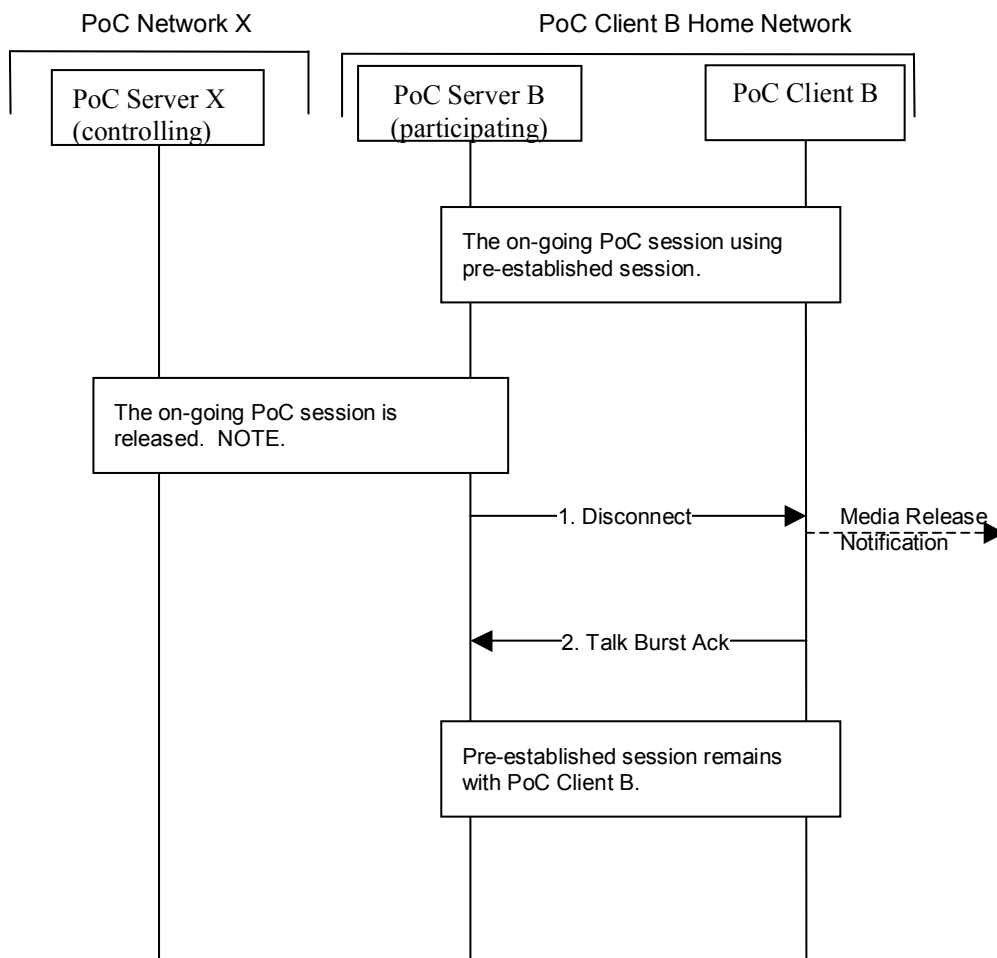 PoC Network X
PoC Client B Home Network
PoC Server X
(controlling)
PoC Server B
(participating)
PoC Client B
The on-going PoC session using
pre-established session.
The on-going PoC session is
released.  NOTE.
1. Disconnect
Media Release
Notification
2. Talk Burst Ack
Pre-established session remains
with PoC Client B.